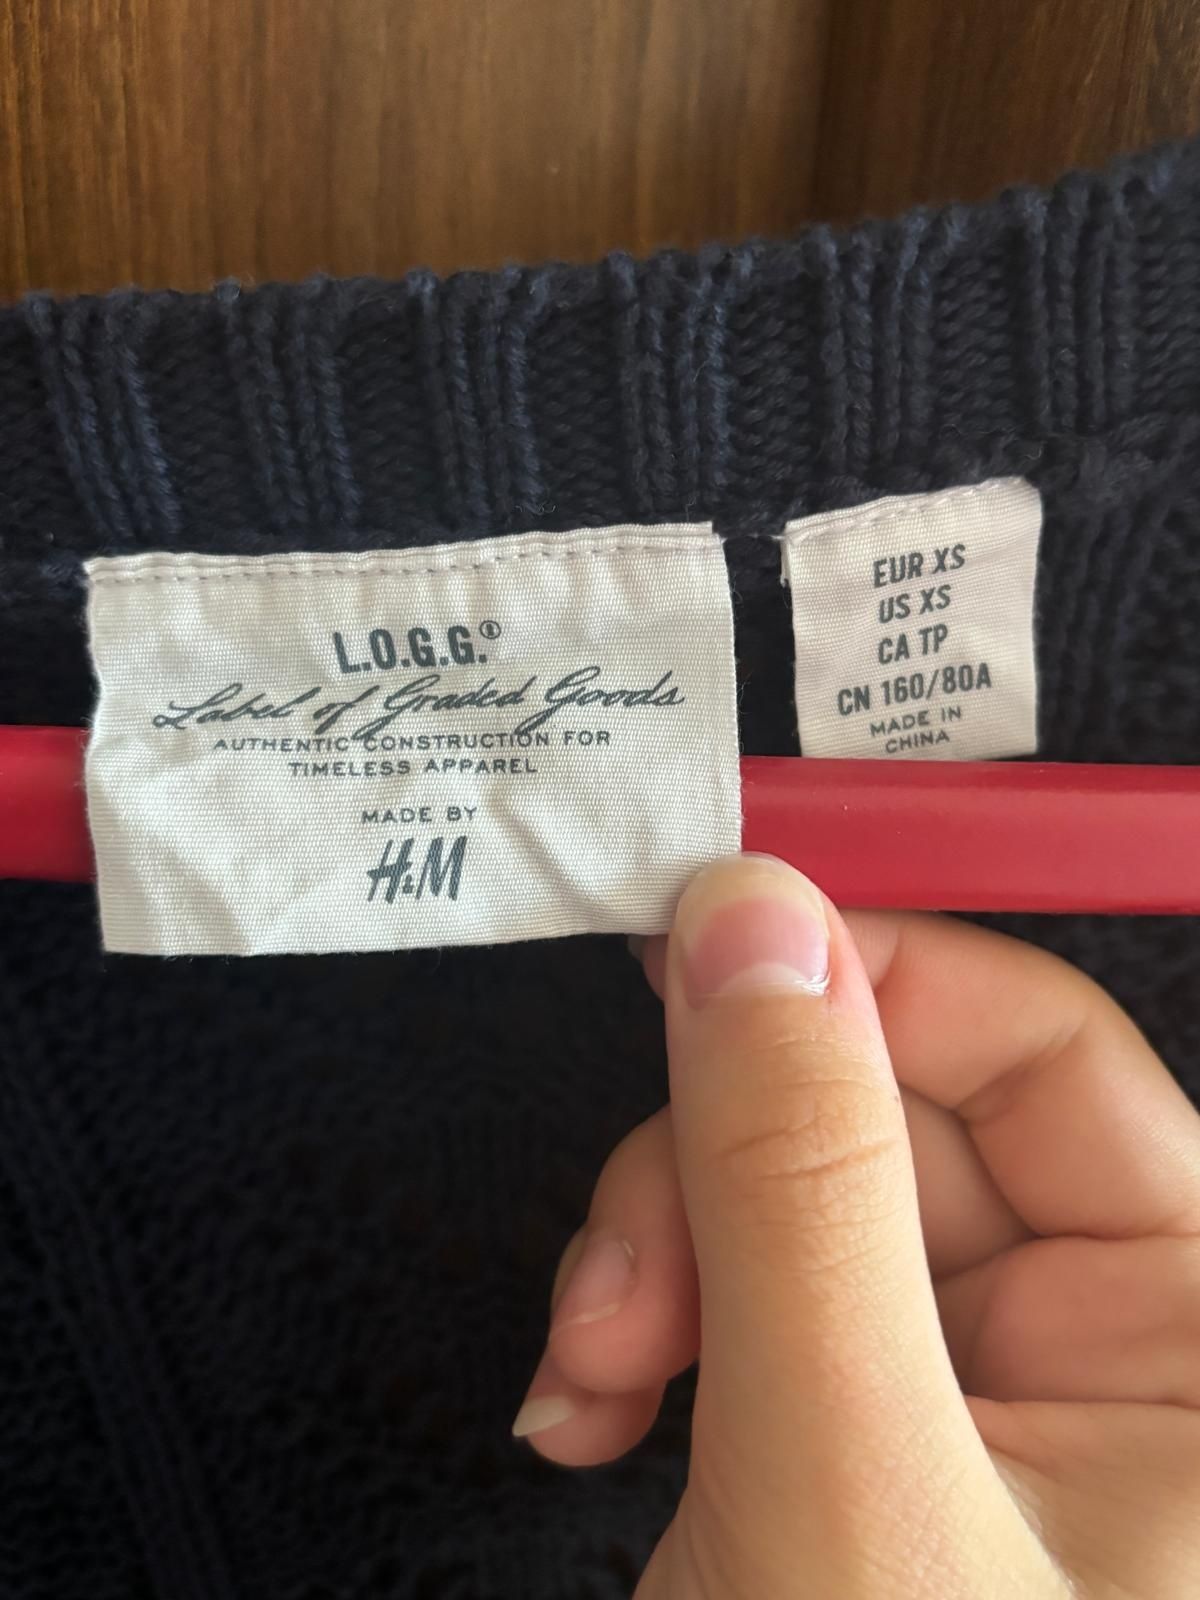 L.O.G.G.®
Label of Graded Goods
AUTHENTIC CONSTRUCTION FOR
TIMELESS APPAREL
MADE BY
H&M
EUR XS
US XS
CA TP
CN 160/80A
MADE IN
CHINA